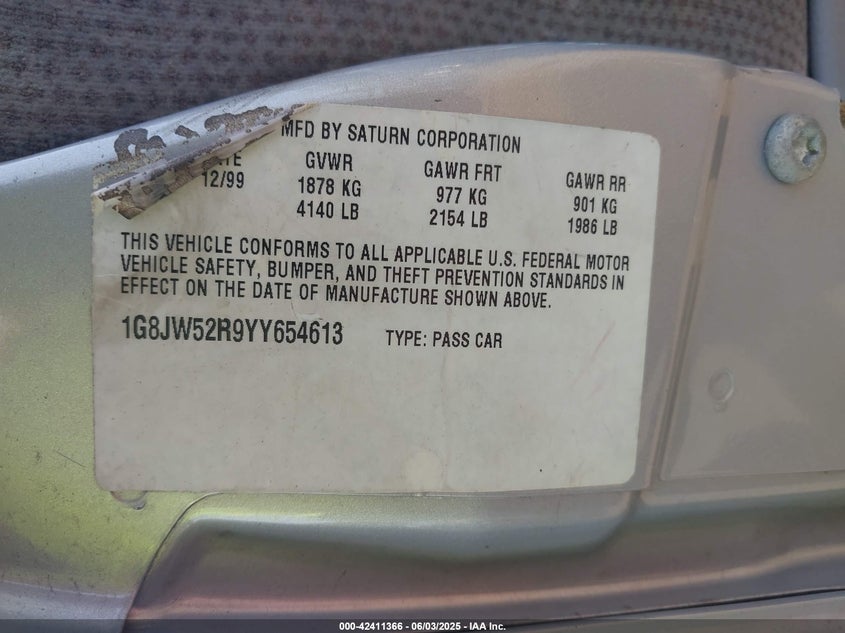 MFD BY SATURN CORPORATION
GVWR GAWR FRT GAWR RR
12/99 1878 KG 977 KG 901 KG
4140 LB 2154 LB 1986 LB
THIS VEHICLE CONFORMS TO ALL APPLICABLE U.S. FEDERAL MOTOR
VEHICLE SAFETY, BUMPER, AND THEFT PREVENTION STANDARDS IN
EFFECT ON THE DATE OF MANUFACTURE SHOWN ABOVE.
1G8JW52R9YY654613 TYPE: PASS CAR
000-42411366 - 06/03/2025 - IAA Inc.